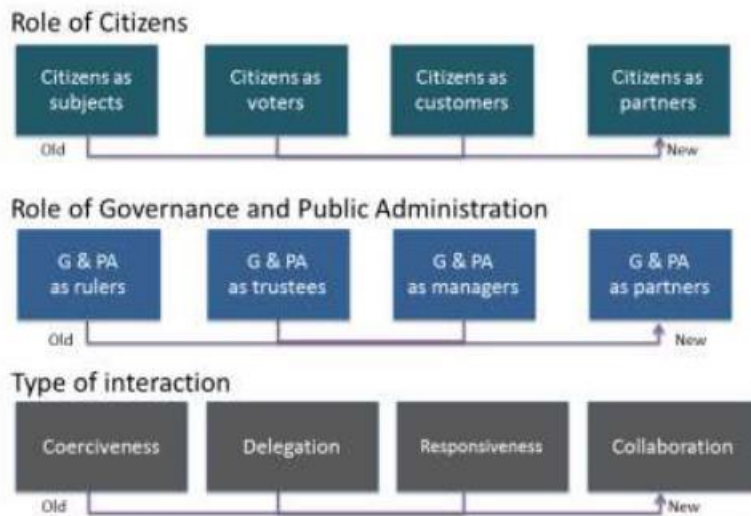 Role of Citizens
Citizens as subjects
Citizens as voters
Citizens as customers
Citizens as partners
Old
New
Role of Governance and Public Administration
G & PA as rulers
G & PA as trustees
G & PA as managers
G & PA as partners
Old
New
Type of interaction
Coerciveness
Delegation
Responsiveness
Collaboration
Old
New